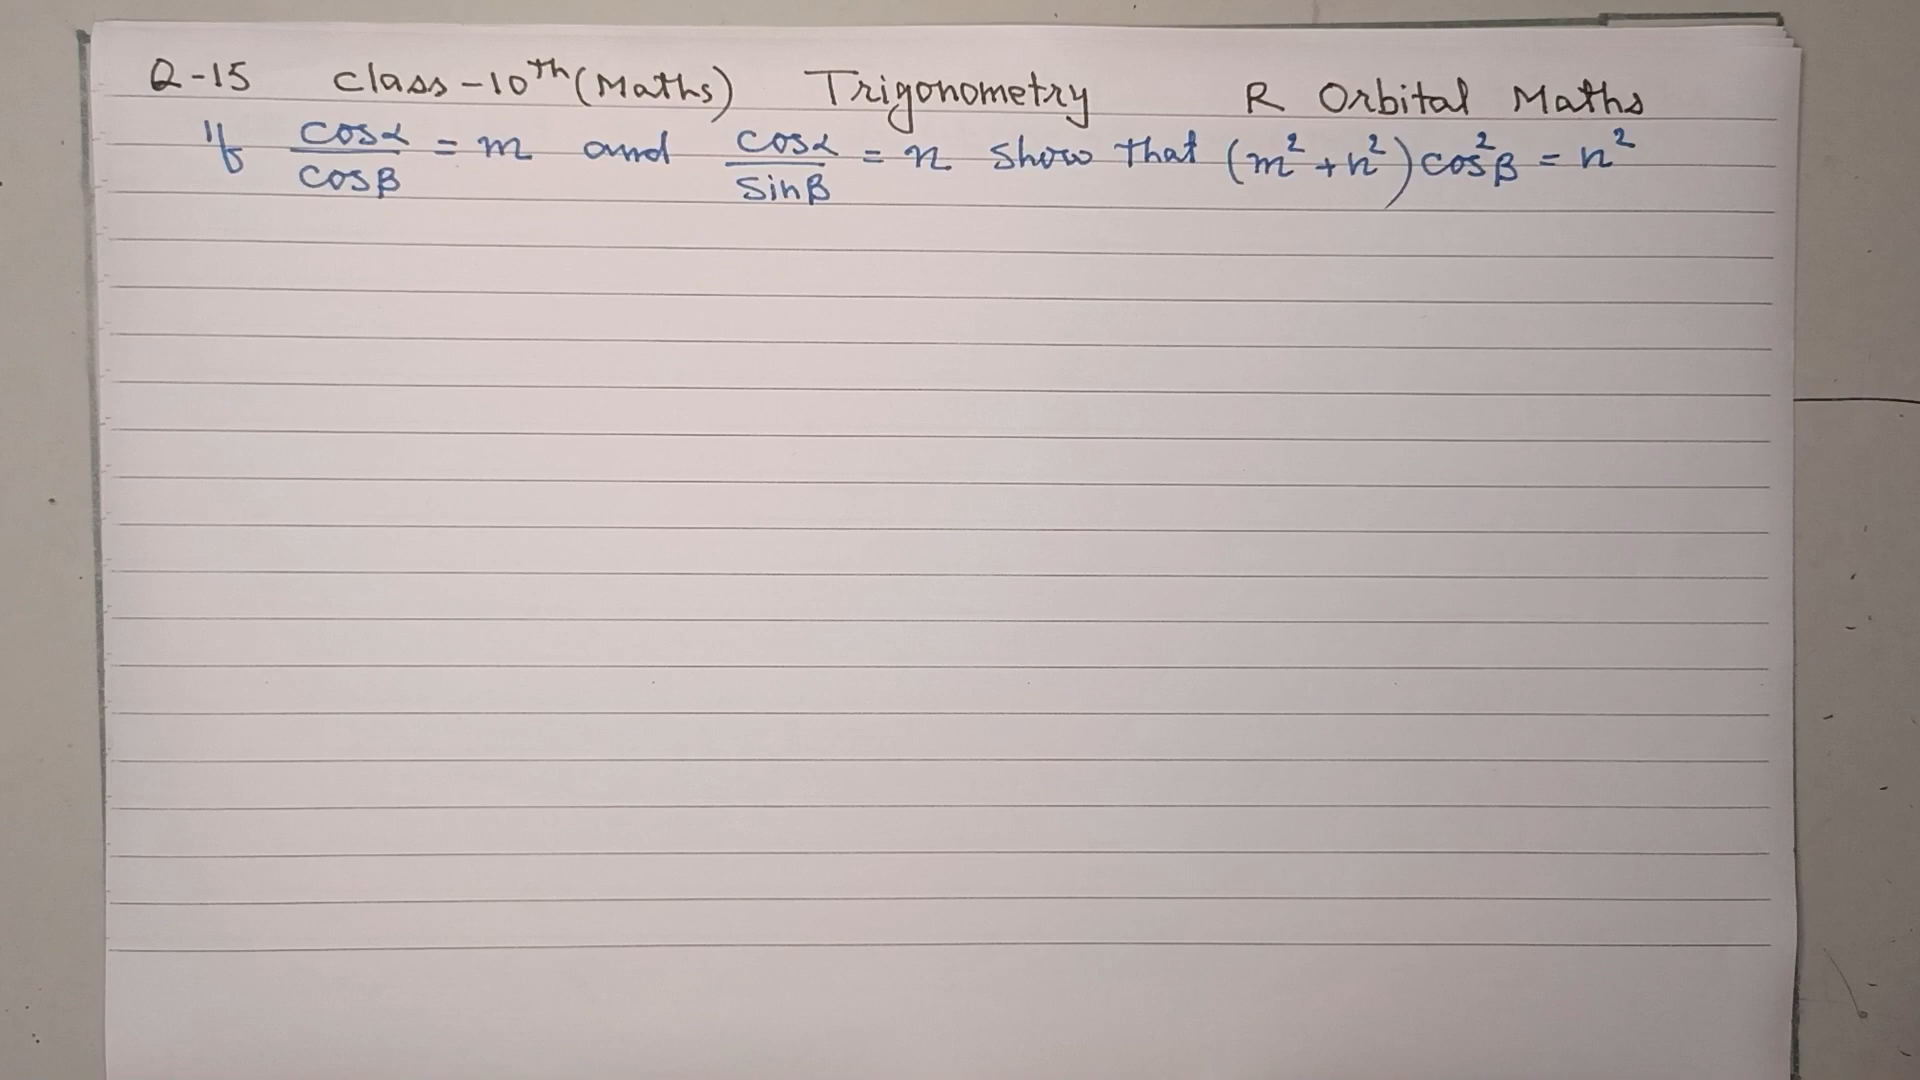 Q-15 Class-10th (Maths) Trigonometry R Orbital Maths
If cosα/cosβ = m and cosα/sinβ = n show that (m²+n²)cos²β = n²